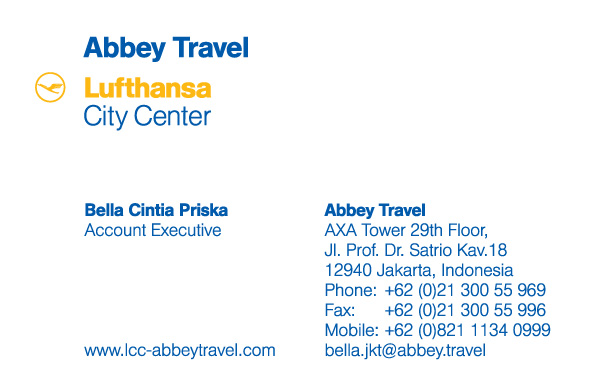 Abbey Travel
Lufthansa
City Center
Bella Cintia Priska
Account Executive
www.lcc-abbeytravel.com
Abbey Travel
AXA Tower 29th Floor,
Jl. Prof. Dr. Satrio Kav.18
12940 Jakarta, Indonesia
Phone: +62 (0)21 300 55 969
Fax: +62 (0)21 300 55 996
Mobile: +62 (0)821 1134 0999
bella.jkt@abbey.travel